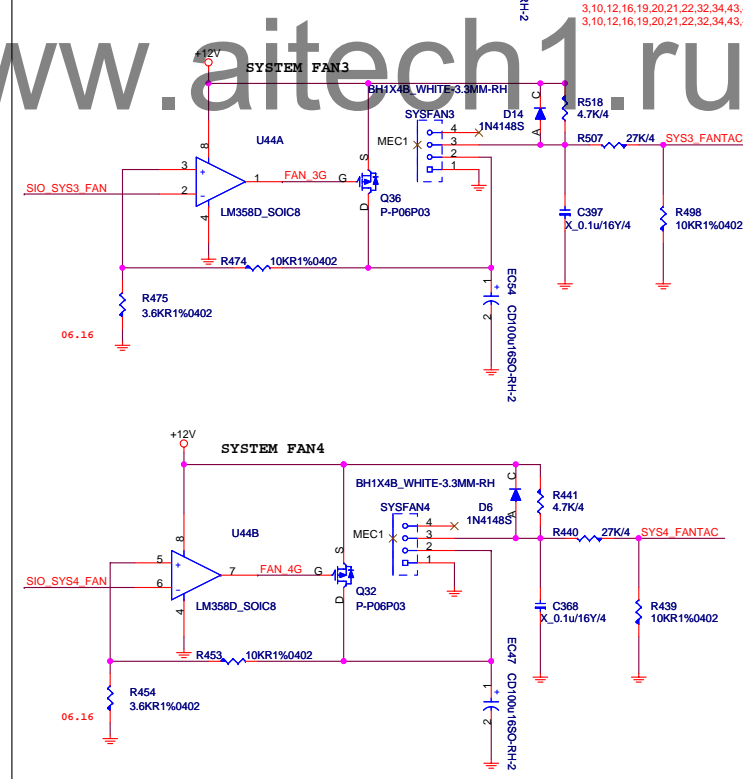 RH-2
3,10,12,16,19,20,21,22,32,34,43,
3,10,12,16,19,20,21,22,32,34,43,
ww.aitech1.ru
+12V
SYSTEM FAN3
BH1X4B_WHITE-3.3MM-RH
SYSFAN3
MEC1
4
3
2
1
D14
1N4148S
C
A
R518
4.7K/4
R507
27K/4
SYS3_FANTAC
U44A
8
3
+
2
-
1
4
SIO_SYS3_FAN
LM358D_SOIC8
FAN_3G
G
S
D
Q36
P-P06P03
C397
X_0.1u/16Y/4
R498
10KR1%0402
R474
10KR1%0402
R475
3.6KR1%0402
06.16
1
+
2
EC54
CD100u16SO-RH-2
+12V
SYSTEM FAN4
BH1X4B_WHITE-3.3MM-RH
SYSFAN4
MEC1
4
3
2
1
D6
1N4148S
C
A
R441
4.7K/4
R440
27K/4
SYS4_FANTAC
U44B
8
5
+
6
-
7
4
SIO_SYS4_FAN
LM358D_SOIC8
FAN_4G
G
S
D
Q32
P-P06P03
C368
X_0.1u/16Y/4
R439
10KR1%0402
R453
10KR1%0402
R454
3.6KR1%0402
06.16
1
+
2
EC47
CD100u16SO-RH-2